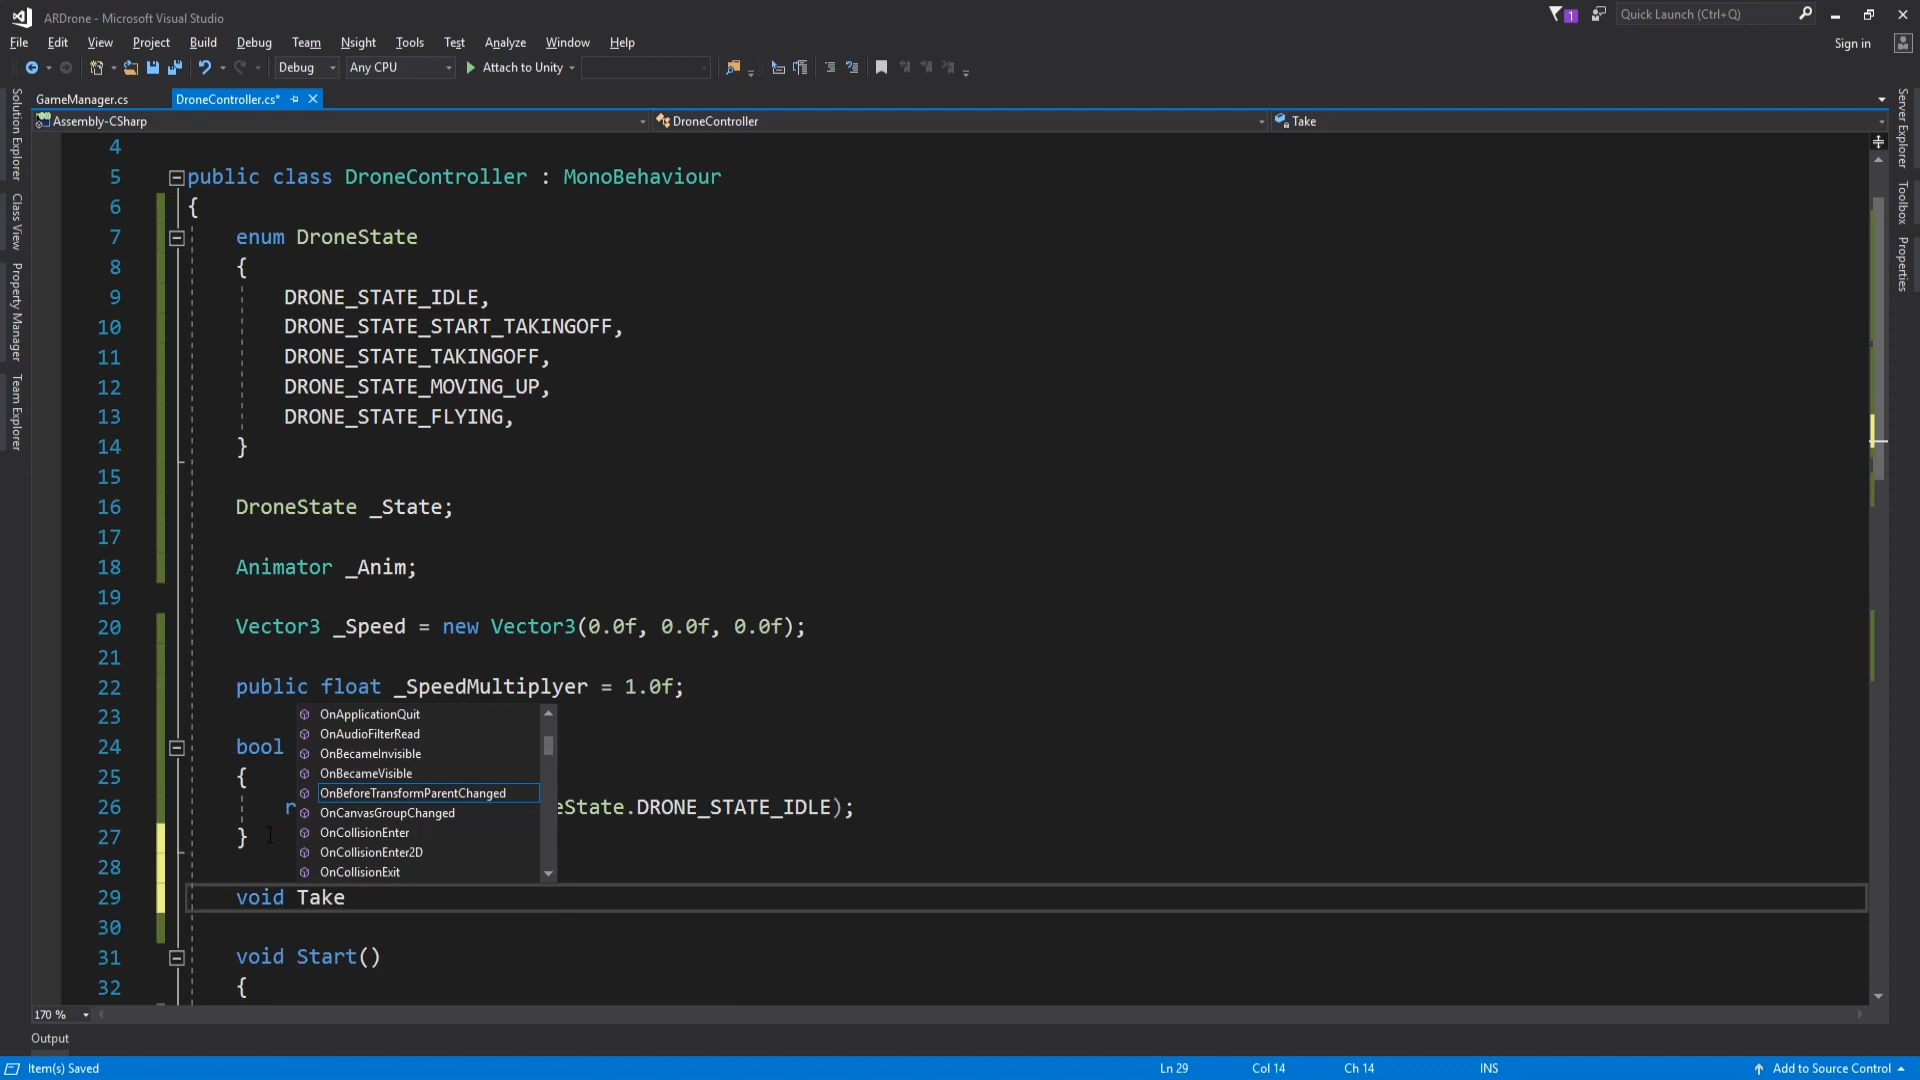 ARDrone - Microsoft Visual Studio
1
Quick Launch (Ctrl+Q)
File Edit View Project Build Debug Team Nsight Tools Test Analyze Window Help
Sign in
Debug Any CPU Attach to Unity
GameManager.cs DroneController.cs*
Assembly-CSharp DroneController Take
Solution Explorer
Class View
Property Manager
Team Explorer
Server Explorer
Toolbox
Properties
4
5 public class DroneController : MonoBehaviour
6 {
7 enum DroneState
8 {
9 DRONE_STATE_IDLE,
10 DRONE_STATE_START_TAKINGOFF,
11 DRONE_STATE_TAKINGOFF,
12 DRONE_STATE_MOVING_UP,
13 DRONE_STATE_FLYING,
14 }
15
16 DroneState _State;
17
18 Animator _Anim;
19
20 Vector3 _Speed = new Vector3(0.0f, 0.0f, 0.0f);
21
22 public float _SpeedMultiplyer = 1.0f;
23
24 bool
25 {
26 r eState.DRONE_STATE_IDLE);
27 }
28
29 void Take
30
31 void Start()
32 {
OnApplicationQuit
OnAudioFilterRead
OnBecameInvisible
OnBecameVisible
OnBeforeTransformParentChanged
OnCanvasGroupChanged
OnCollisionEnter
OnCollisionEnter2D
OnCollisionExit
170 %
Output
Item(s) Saved Ln 29 Col 14 Ch 14 INS Add to Source Control